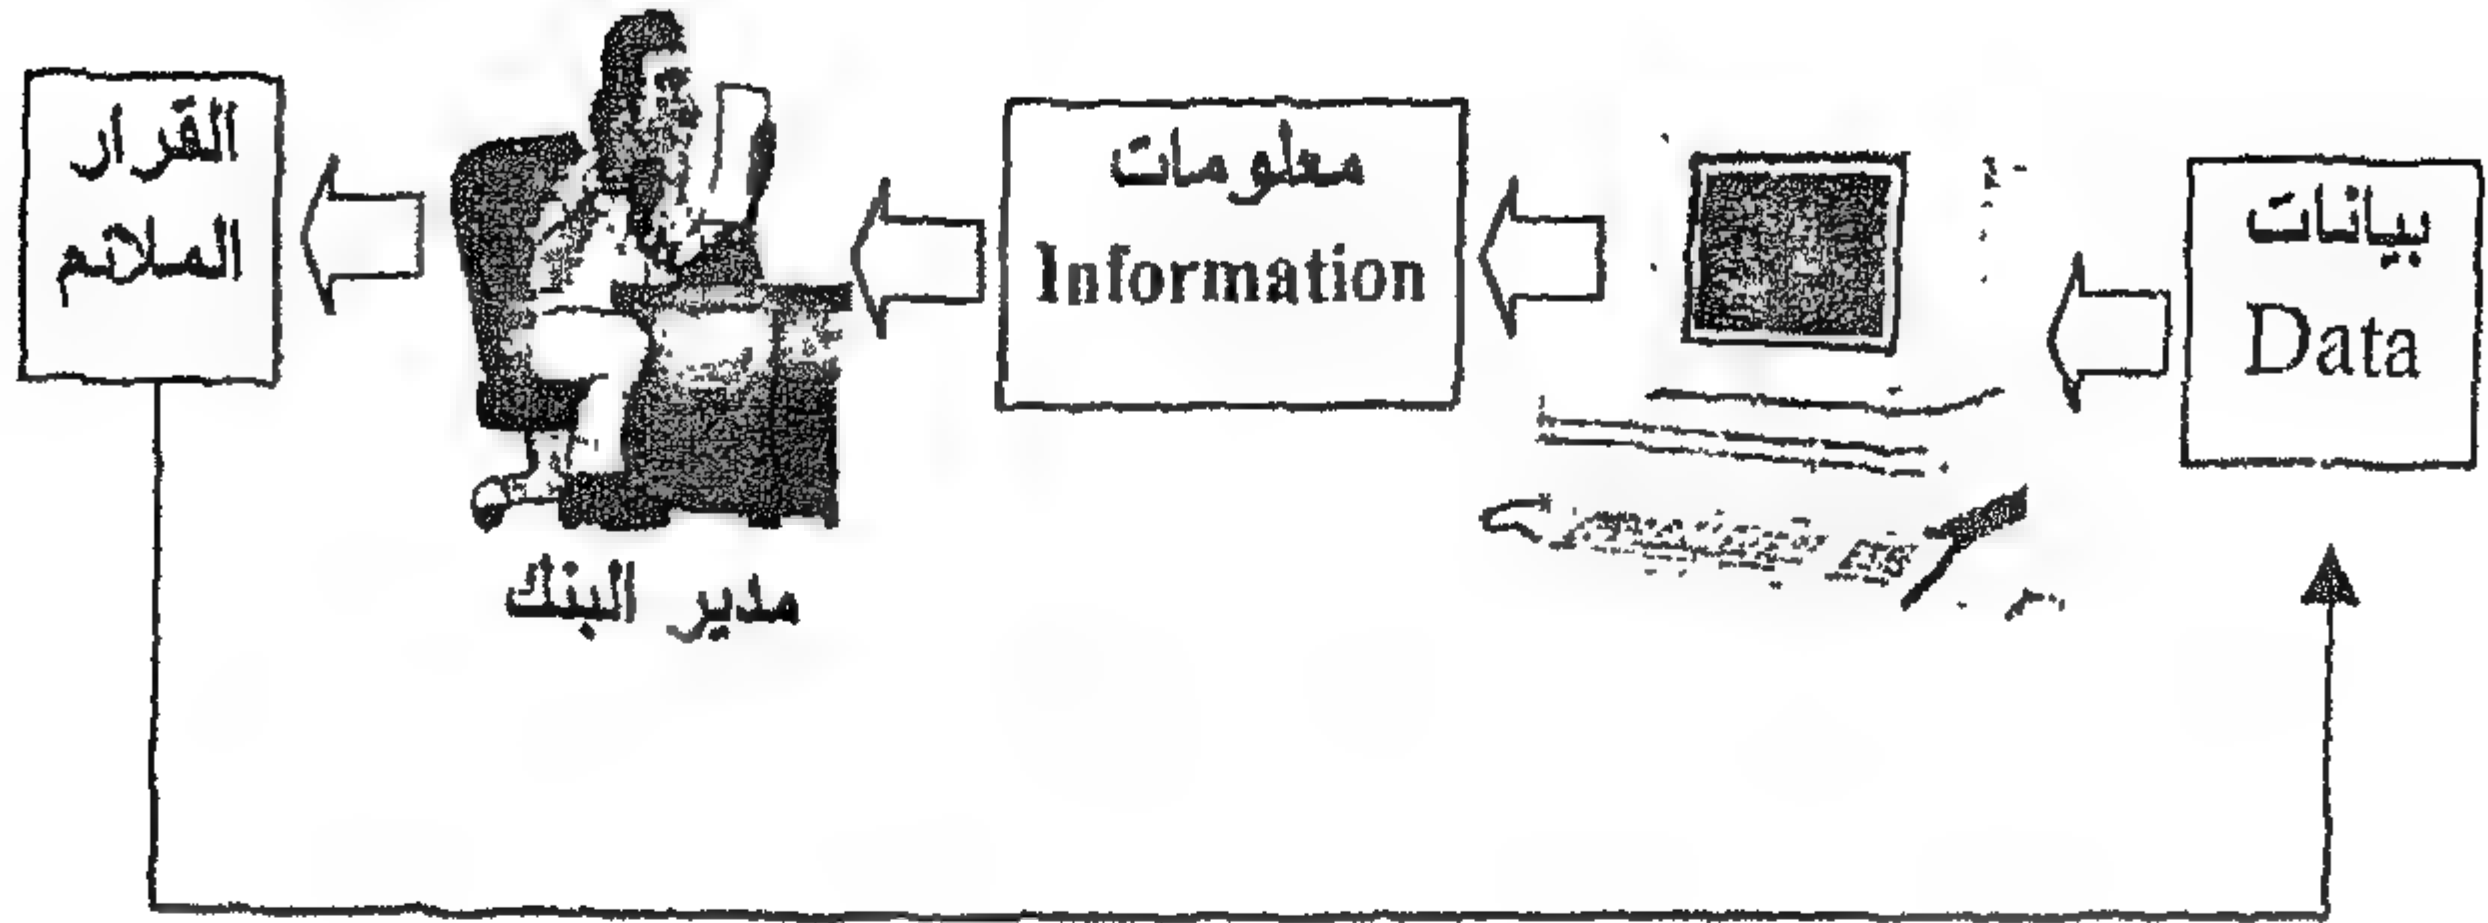 بيانات
Data
معلومات
Information
مدير البنك
القرار
الملائم